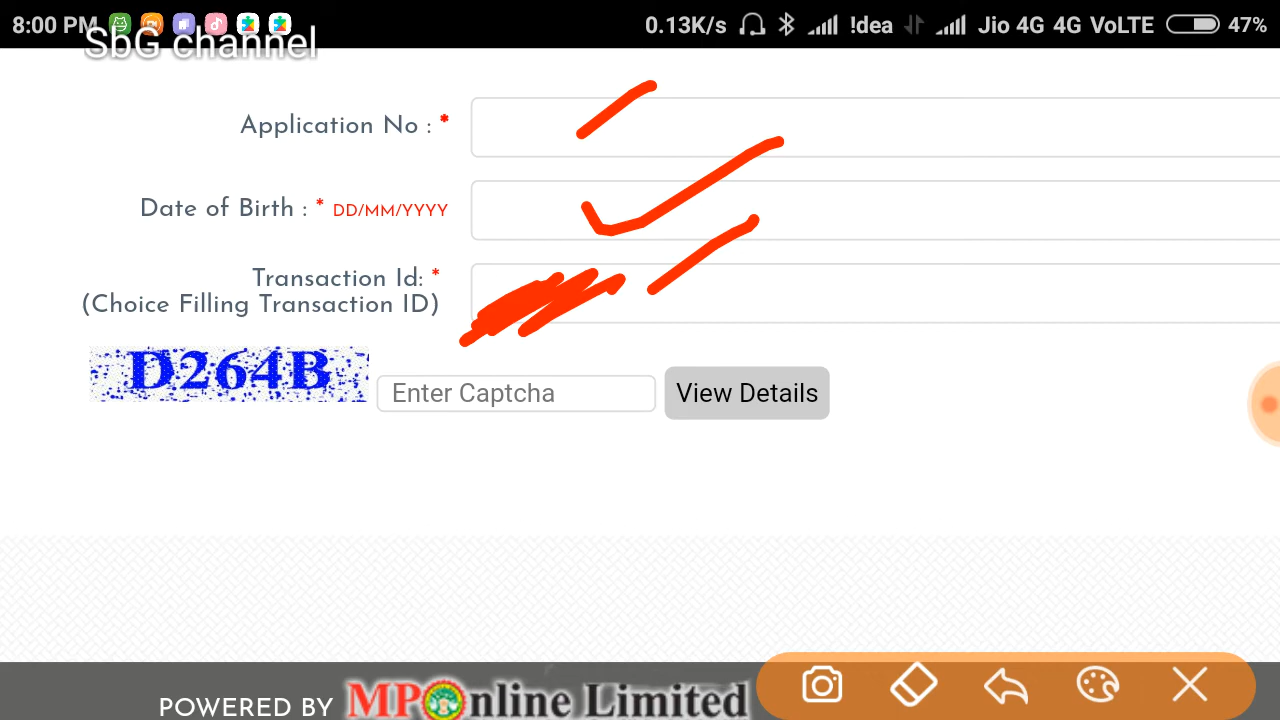 8:00 PM 0.13K/s !dea Jio 4G 4G VoLTE 47%
SbG channel
Application No : *
Date of Birth : * DD/MM/YYYY
Transaction Id: *
(Choice Filling Transaction ID)
D264B Enter Captcha View Details
POWERED BY MPOnline Limited